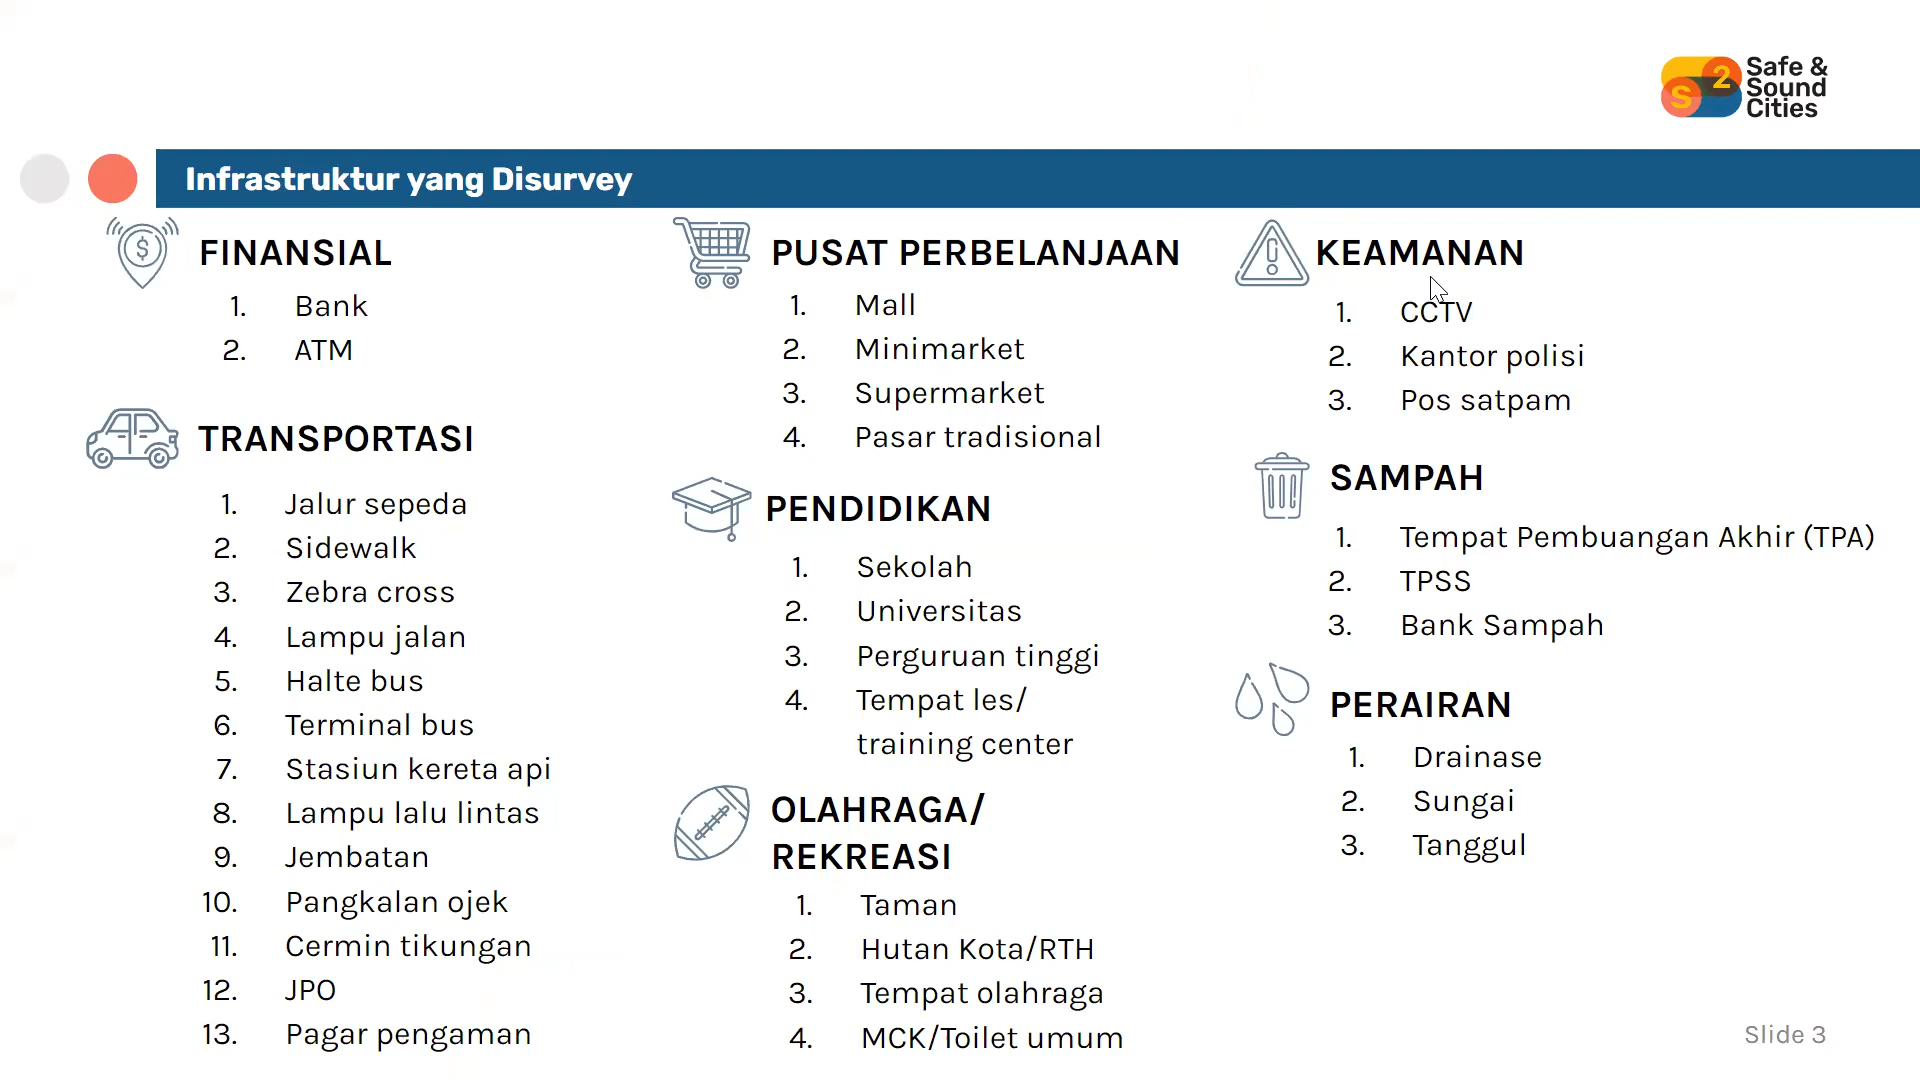 Safe &
Sound
Cities
S
2
Infrastruktur yang Disurvey
$
FINANSIAL
1. Bank
2. ATM
TRANSPORTASI
1. Jalur sepeda
2. Sidewalk
3. Zebra cross
4. Lampu jalan
5. Halte bus
6. Terminal bus
7. Stasiun kereta api
8. Lampu lalu lintas
9. Jembatan
10. Pangkalan ojek
11. Cermin tikungan
12. JPO
13. Pagar pengaman
PUSAT PERBELANJAAN
1. Mall
2. Minimarket
3. Supermarket
4. Pasar tradisional
PENDIDIKAN
1. Sekolah
2. Universitas
3. Perguruan tinggi
4. Tempat les/
training center
OLAHRAGA/
REKREASI
1. Taman
2. Hutan Kota/RTH
3. Tempat olahraga
4. MCK/Toilet umum
KEAMANAN
1. CCTV
2. Kantor polisi
3. Pos satpam
SAMPAH
1. Tempat Pembuangan Akhir (TPA)
2. TPSS
3. Bank Sampah
PERAIRAN
1. Drainase
2. Sungai
3. Tanggul
Slide 3